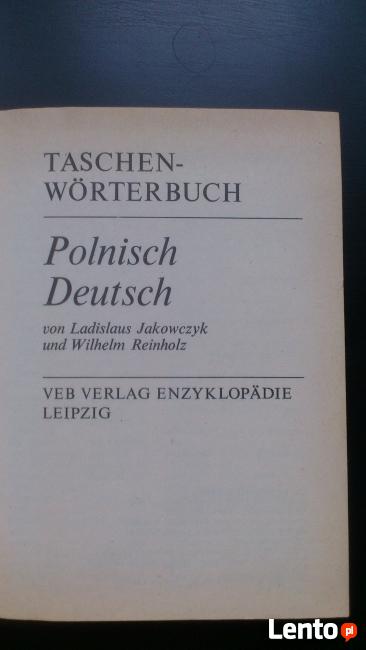 TASCHEN-
WÖRTERBUCH
Polnisch
Deutsch
von Ladislaus Jakowczyk
und Wilhelm Reinholz
VEB VERLAG ENZYKLOPÄDIE
LEIPZIG
Lento pl